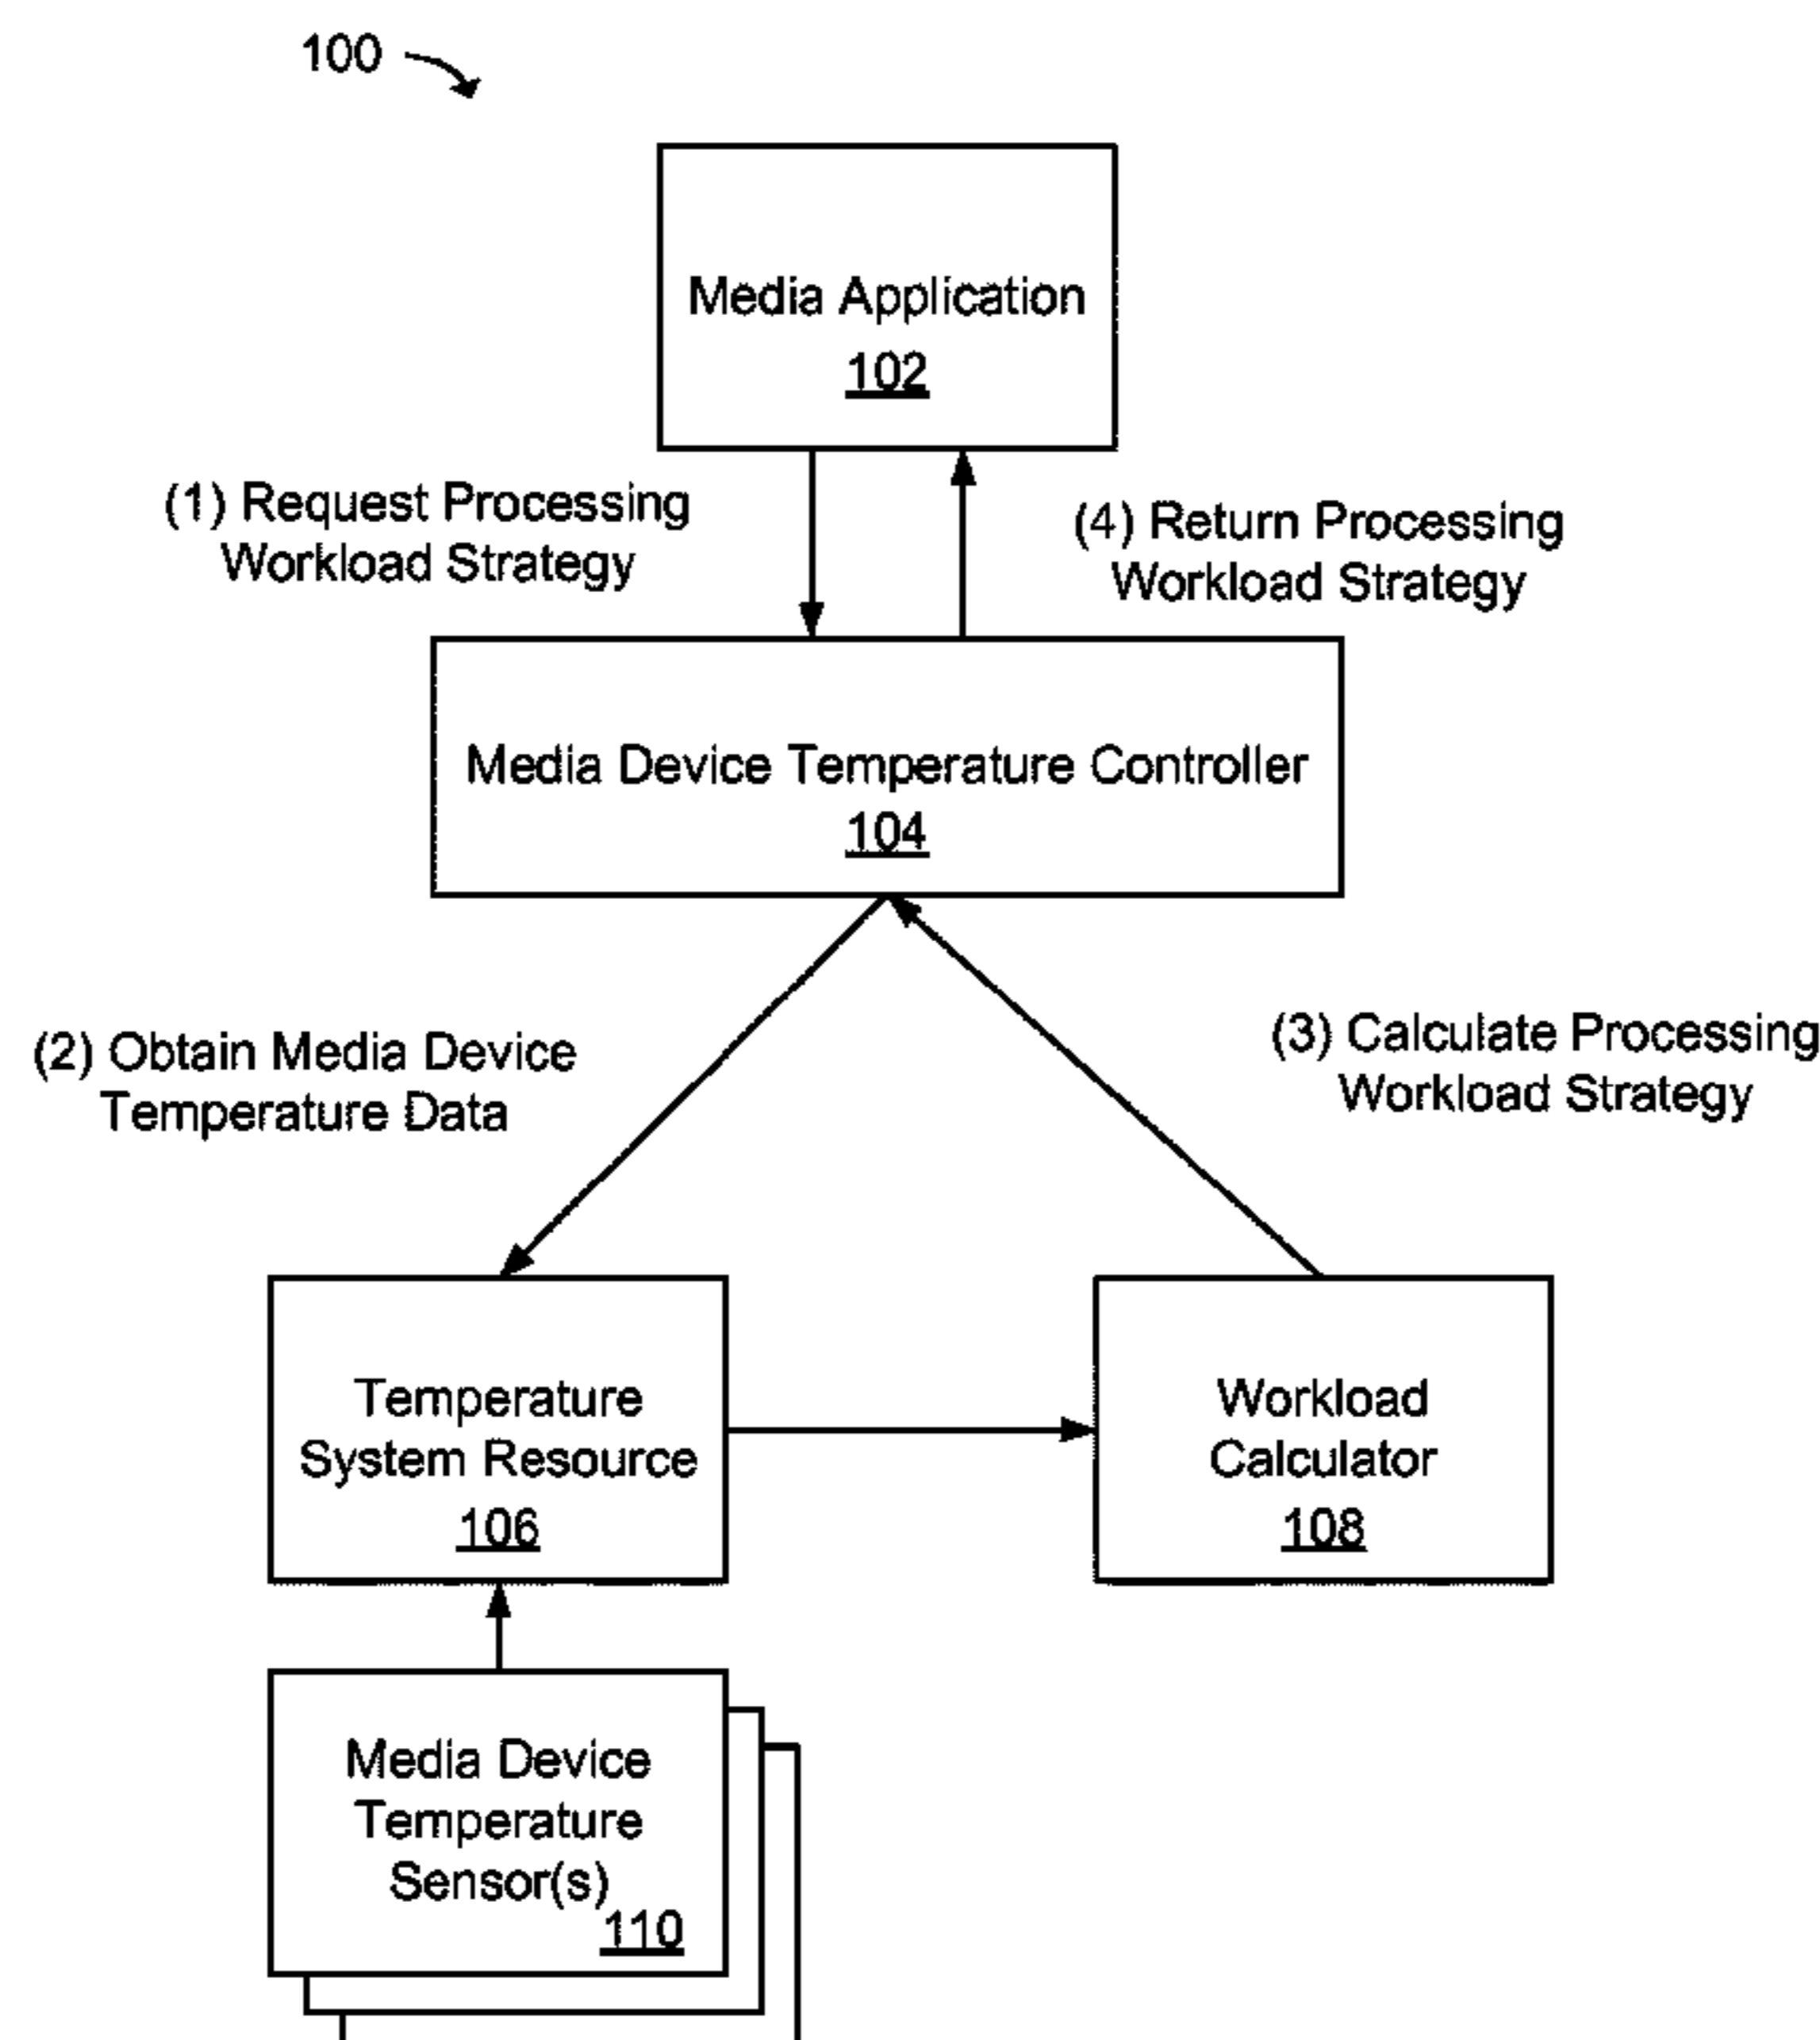 100
Media Application
102
(1) Request Processing
Workload Strategy
(4) Return Processing
Workload Strategy
Media Device Temperature Controller
104
(2) Obtain Media Device
Temperature Data
(3) Calculate Processing
Workload Strategy
Temperature
System Resource
106
Workload
Calculator
108
Media Device
Temperature
Sensor(s)
110